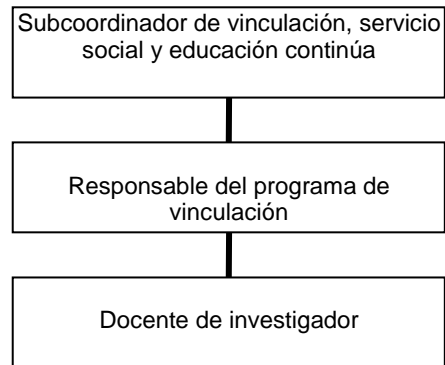 Subcoordinador de vinculación, servicio
social y educación continúa
Responsable del programa de
vinculación
Docente de investigador